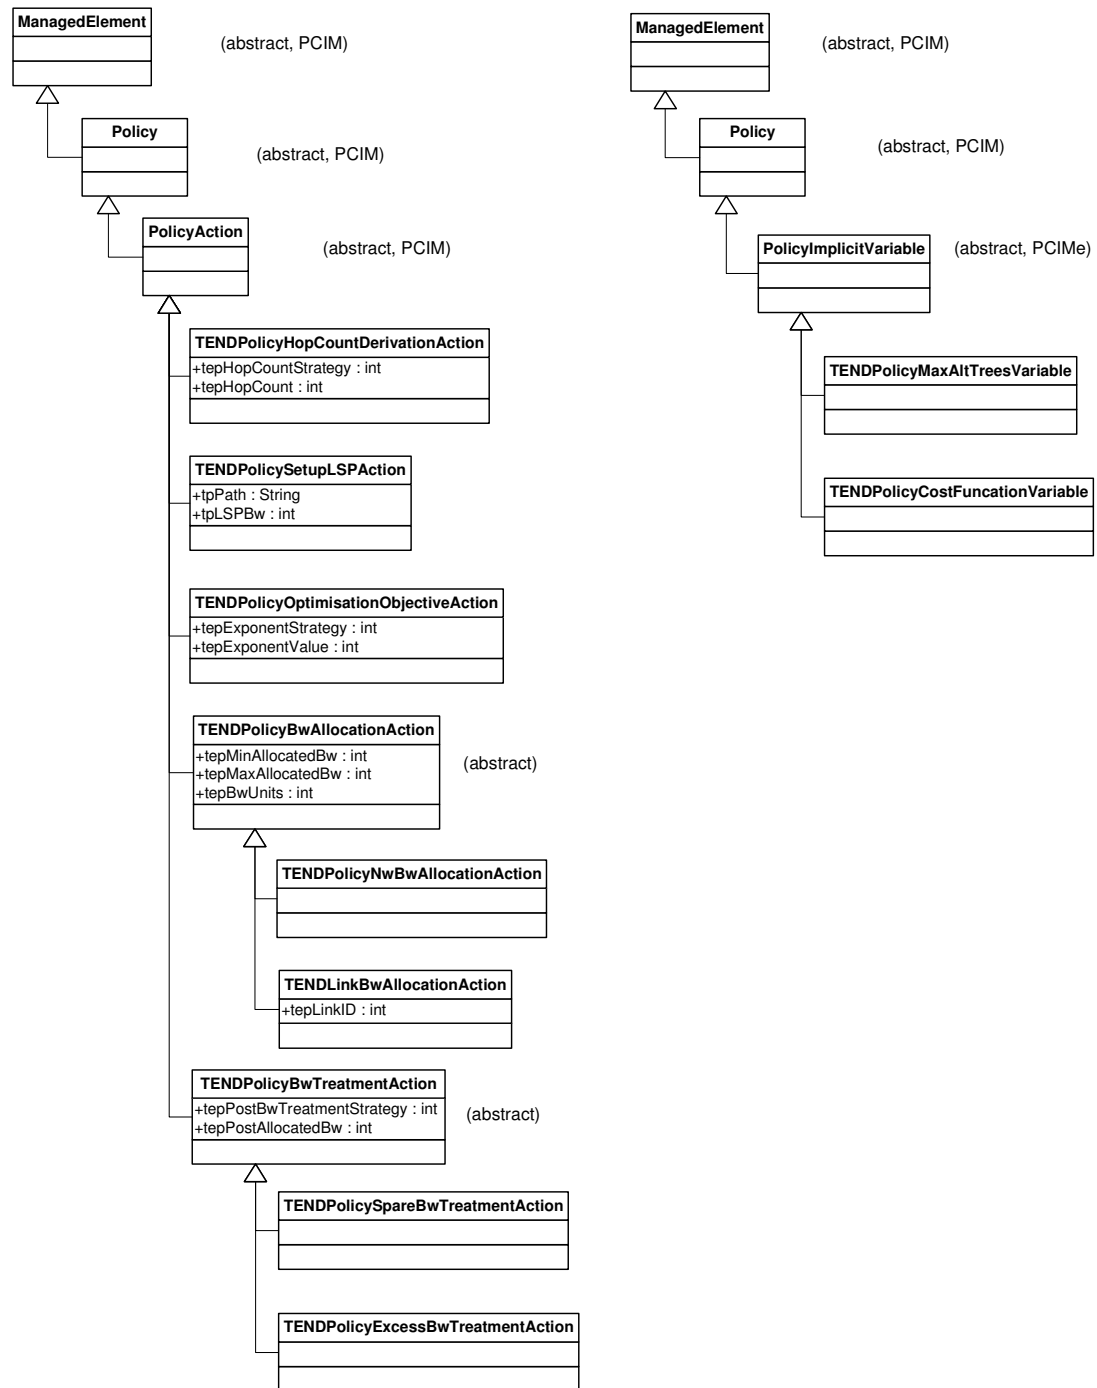 ManagedElement
(abstract, PCIM)
Policy
(abstract, PCIM)
PolicyAction
(abstract, PCIM)
TENDPolicyHopCountDerivationAction
+tepHopCountStrategy : int
+tepHopCount : int
TENDPolicySetupLSPAction
+tpPath : String
+tpLSPBw : int
TENDPolicyOptimisationObjectiveAction
+tepExponentStrategy : int
+tepExponentValue : int
TENDPolicyBwAllocationAction
+tepMinAllocatedBw : int
+tepMaxAllocatedBw : int
+tepBwUnits : int
(abstract)
TENDPolicyNwBwAllocationAction
TENDLinkBwAllocationAction
+tepLinkID : int
TENDPolicyBwTreatmentAction
+tepPostBwTreatmentStrategy : int
+tepPostAllocatedBw : int
(abstract)
TENDPolicySpareBwTreatmentAction
TENDPolicyExcessBwTreatmentAction
ManagedElement
(abstract, PCIM)
Policy
(abstract, PCIM)
PolicyImplicitVariable
(abstract, PCIMe)
TENDPolicyMaxAltTreesVariable
TENDPolicyCostFuncationVariable